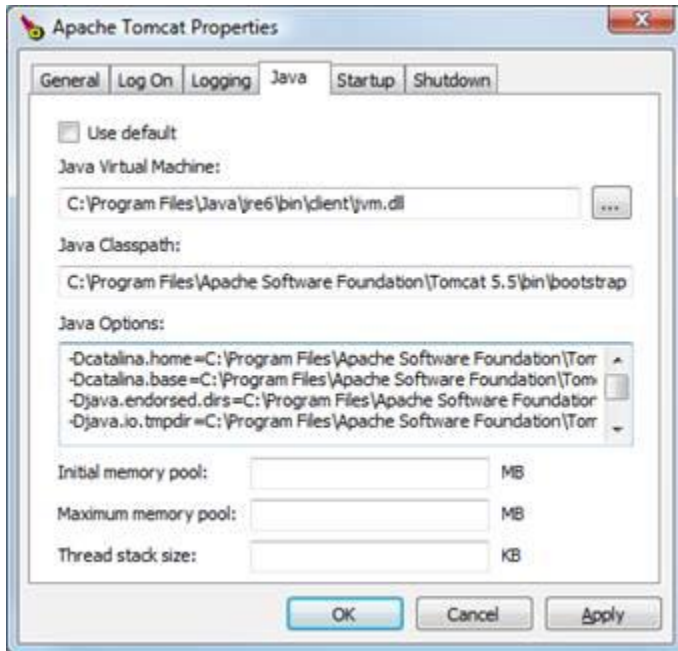 Apache Tomcat Properties
General Log On Logging Java Startup Shutdown
Use default
Java Virtual Machine:
C:\Program Files\Java\jre6\bin\client\jvm.dll
...
Java Classpath:
C:\Program Files\Apache Software Foundation\Tomcat 5.5\bin\bootstrap
Java Options:
-Dcatalina.home=C:\Program Files\Apache Software Foundation\Tom
-Dcatalina.base=C:\Program Files\Apache Software Foundation\Tom
-Djava.endorsed.dirs=C:\Program Files\Apache Software Foundation
-Djava.io.tmpdir=C:\Program Files\Apache Software Foundation\Tom
Initial memory pool: MB
Maximum memory pool: MB
Thread stack size: KB
OK Cancel Apply